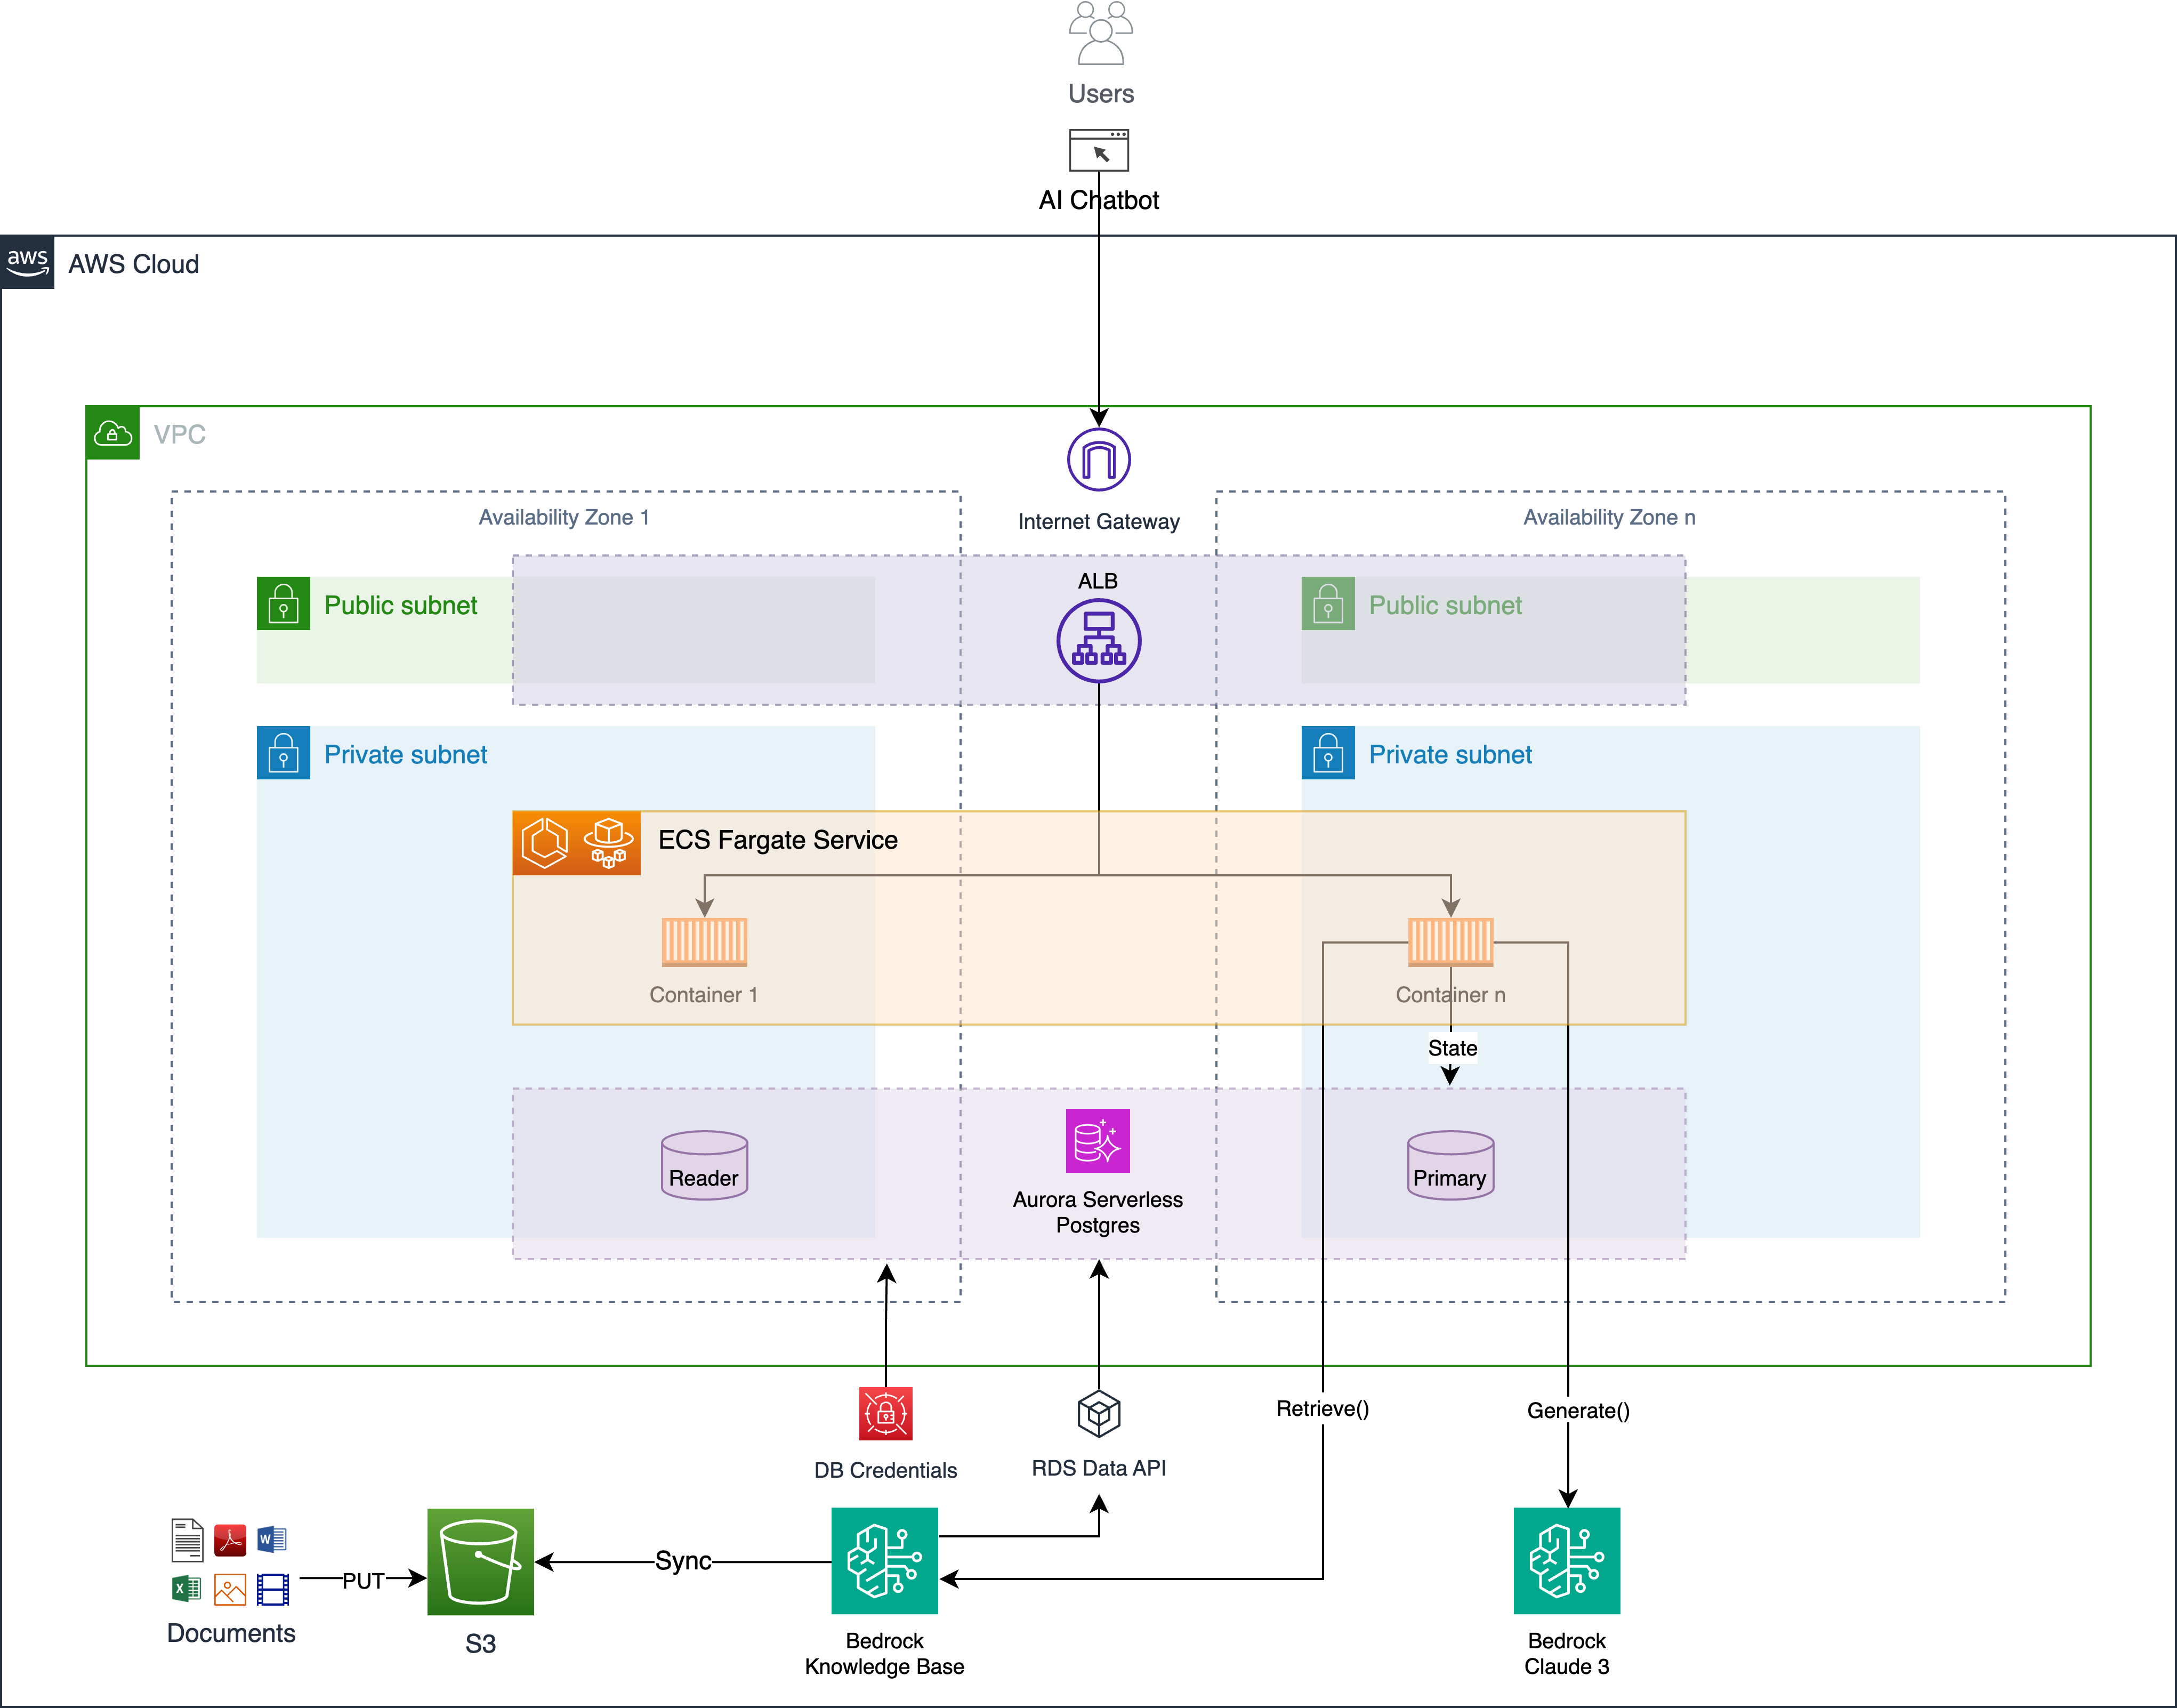 Users
AI Chatbot
aws
AWS Cloud
VPC
Availability Zone 1
Internet Gateway
Availability Zone n
ALB
Public subnet
Public subnet
Private subnet
Private subnet
ECS Fargate Service
Container 1
Container n
State
Reader
Aurora Serverless
Postgres
Primary
Retrieve()
Generate()
DB Credentials
RDS Data API
W
X
PUT
Sync
Documents
S3
Bedrock
Knowledge Base
Bedrock
Claude 3